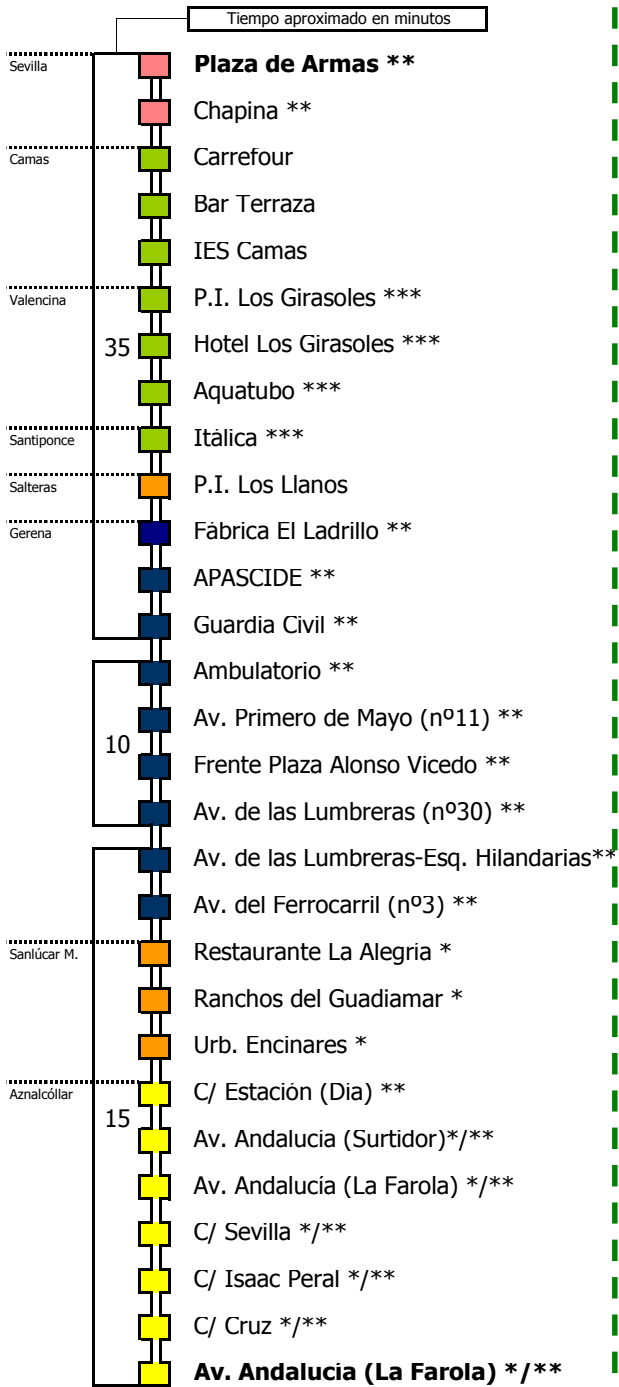 Tiempo aproximado en minutos
Sevilla
Plaza de Armas **
Chapina **
Camas
Carrefour
Bar Terraza
IES Camas
Valencina
P.I. Los Girasoles ***
35
Hotel Los Girasoles ***
Aquatubo ***
Santiponce
Itálica ***
Salteras
P.I. Los Llanos
Gerena
Fábrica El Ladrillo **
APASCIDE **
Guardia Civil **
Ambulatorio **
Av. Primero de Mayo (nº11) **
10
Frente Plaza Alonso Vicedo **
Av. de las Lumbreras (nº30) **
Av. de las Lumbreras-Esq. Hilandarias**
Av. del Ferrocarril (nº3) **
Sanlúcar M.
Restaurante La Alegria *
Ranchos del Guadiamar *
Urb. Encinares *
Aznalcóllar
C/ Estación (Dia) **
15
Av. Andalucía (Surtidor)*/**
Av. Andalucía (La Farola) */**
C/ Sevilla */**
C/ Isaac Peral */**
C/ Cruz */**
Av. Andalucía (La Farola) */**